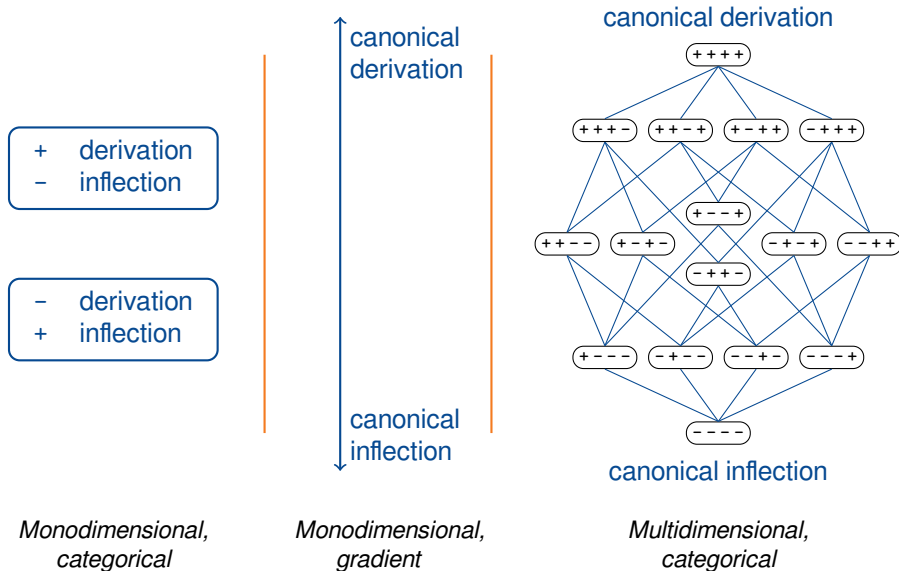 + derivation
− inflection
− derivation
+ inflection
canonical
derivation
canonical
inflection
canonical derivation
+ + + +
+ + + −
+ + − +
+ − + +
− + + +
+ − − +
+ + − −
+ − + −
− + − +
− − + +
− + + −
+ − − −
− + − −
− − + −
− − − +
− − − −
canonical inflection
Monodimensional,
categorical
Monodimensional,
gradient
Multidimensional,
categorical